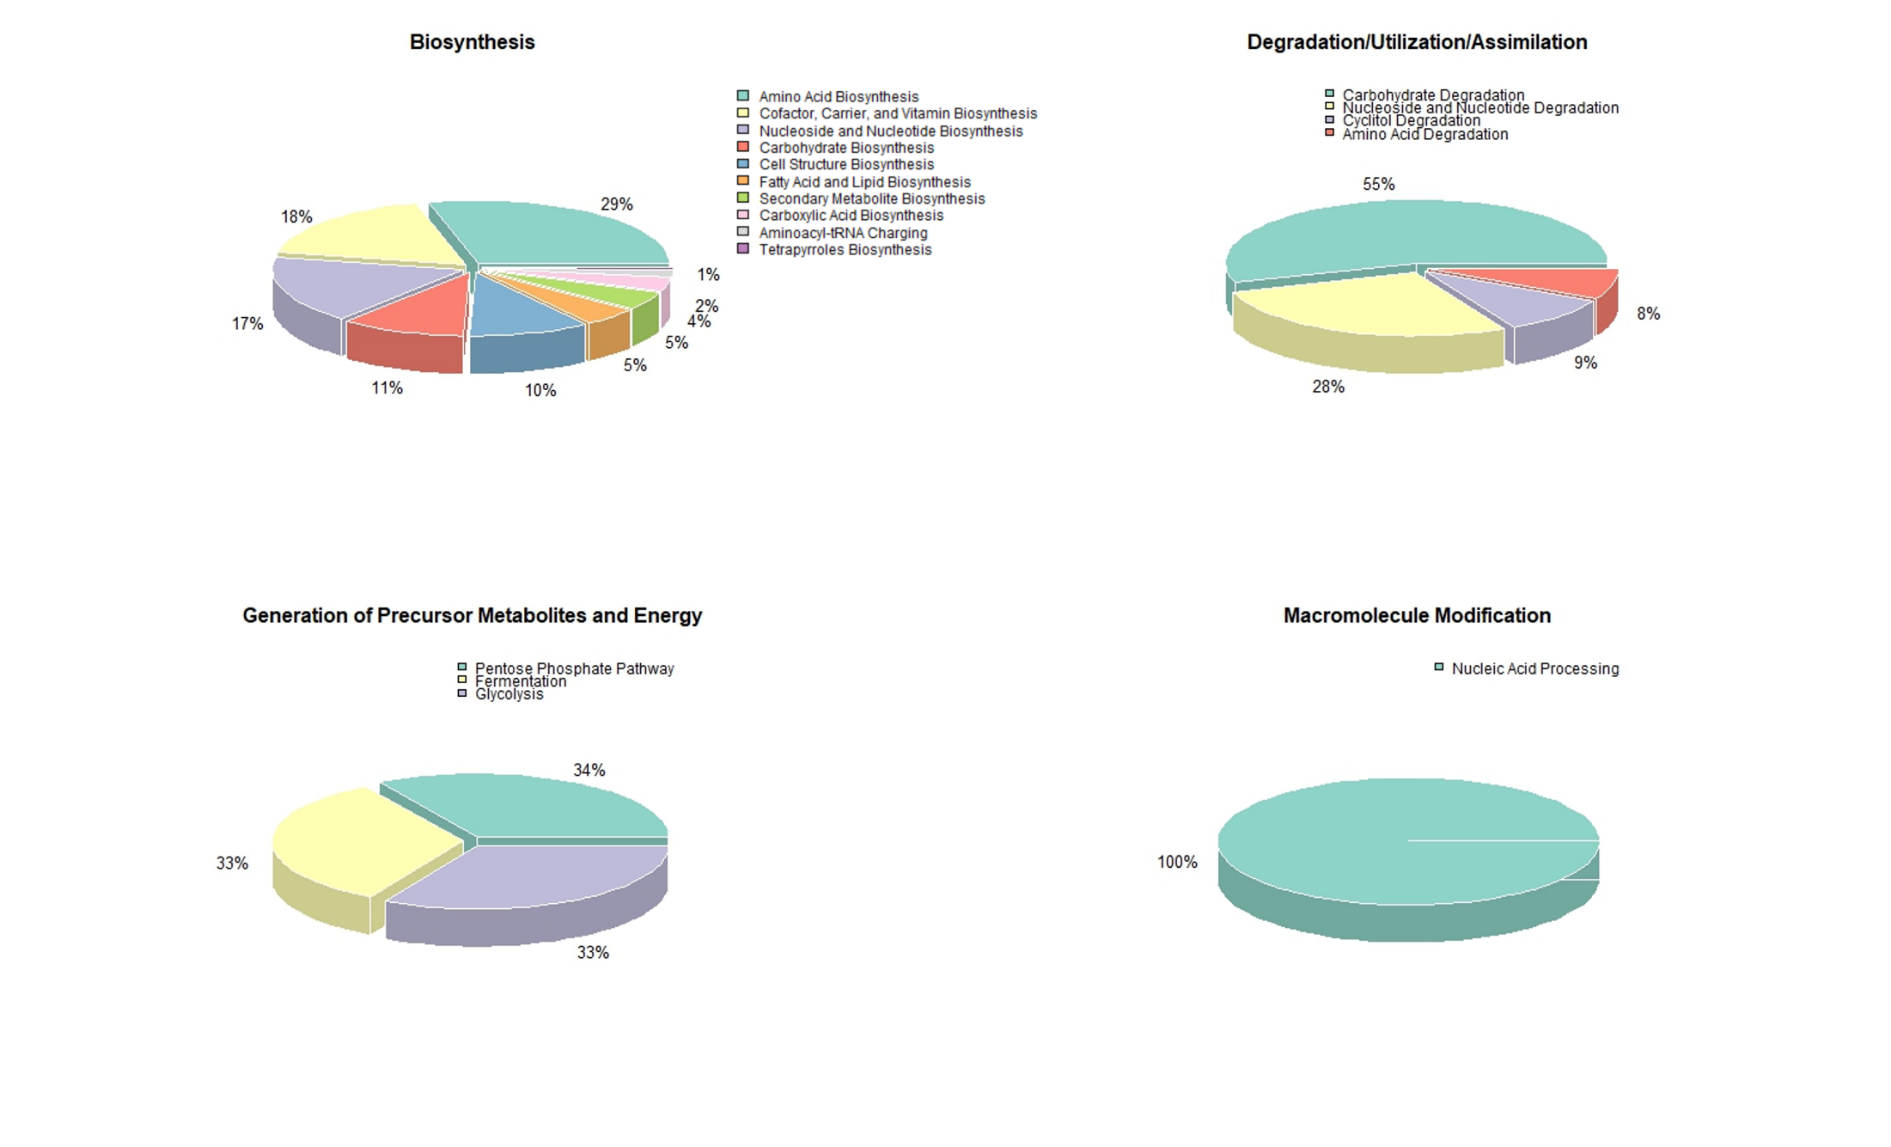 Biosynthesis
Amino Acid Biosynthesis
Cofactor, Carrier, and Vitamin Biosynthesis
Nucleoside and Nucleotide Biosynthesis
Carbohydrate Biosynthesis
Cell Structure Biosynthesis
Fatty Acid and Lipid Biosynthesis
Secondary Metabolite Biosynthesis
Carboxylic Acid Biosynthesis
Aminoacyl-tRNA Charging
Tetrapyrroles Biosynthesis
29%
18%
17%
11%
10%
5%
5%
4%
2%
1%
Degradation/Utilization/Assimilation
Carbohydrate Degradation
Nucleoside and Nucleotide Degradation
Cyclitol Degradation
Amino Acid Degradation
55%
28%
9%
8%
Generation of Precursor Metabolites and Energy
Pentose Phosphate Pathway
Fermentation
Glycolysis
34%
33%
33%
Macromolecule Modification
Nucleic Acid Processing
100%